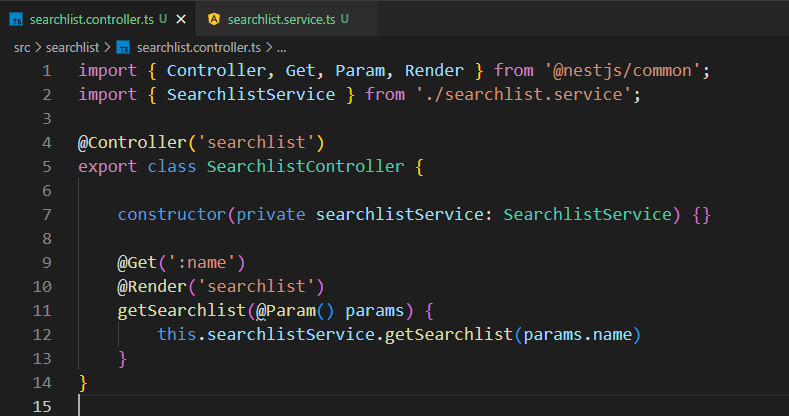 searchlist.controller.ts U × searchlist.service.ts U
src > searchlist > TS searchlist.controller.ts > ...
1 import { Controller, Get, Param, Render } from '@nestjs/common';
2 import { SearchlistService } from './searchlist.service';
3
4 @Controller('searchlist')
5 export class SearchlistController {
6
7     constructor(private searchlistService: SearchlistService) {}
8
9     @Get(':name')
10     @Render('searchlist')
11     getSearchlist(@Param() params) {
12         this.searchlistService.getSearchlist(params.name)
13     }
14 }
15